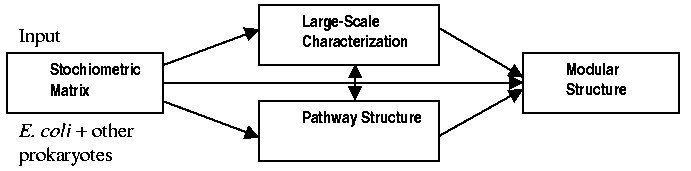 Input
Stochiometric
Matrix
E. coli + other
prokaryotes
Large-Scale
Characterization
Pathway Structure
Modular
Structure